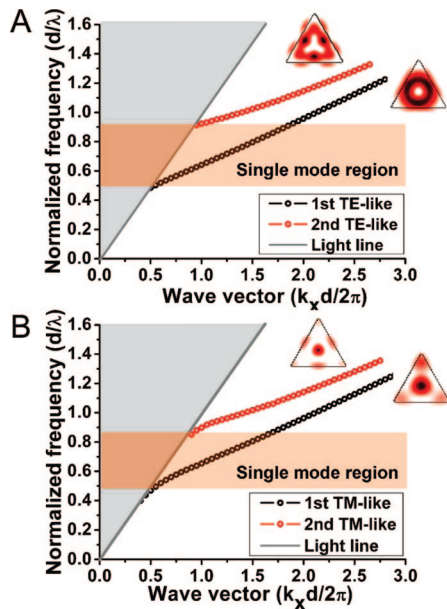 A
Normalized frequency (d/λ)
1.6
1.4
1.2
1.0
0.8
0.6
0.4
0.2
0.0
Single mode region
1st TE-like
2nd TE-like
Light line
0.0 0.5 1.0 1.5 2.0 2.5 3.0
Wave vector (kxd/2π)
B
Normalized frequency (d/λ)
1.6
1.4
1.2
1.0
0.8
0.6
0.4
0.2
0.0
Single mode region
1st TM-like
2nd TM-like
Light line
0.0 0.5 1.0 1.5 2.0 2.5 3.0
Wave vector (kxd/2π)